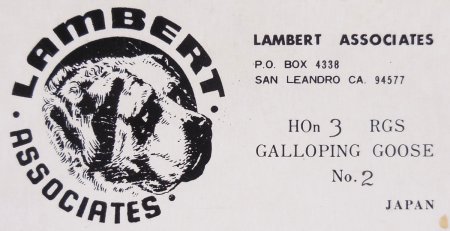 LAMBERT
· ASSOCIATES ·
LAMBERT ASSOCIATES
P.O. BOX 4338
SAN LEANDRO CA. 94577
HOn 3 RGS
GALLOPING GOOSE
No. 2
JAPAN